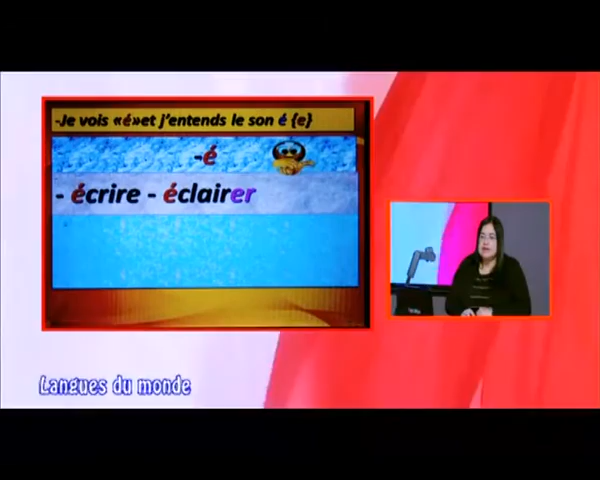 -Je vois «é»et j'entends le son é {e}
-é
- écrire - éclairer
Langues du monde